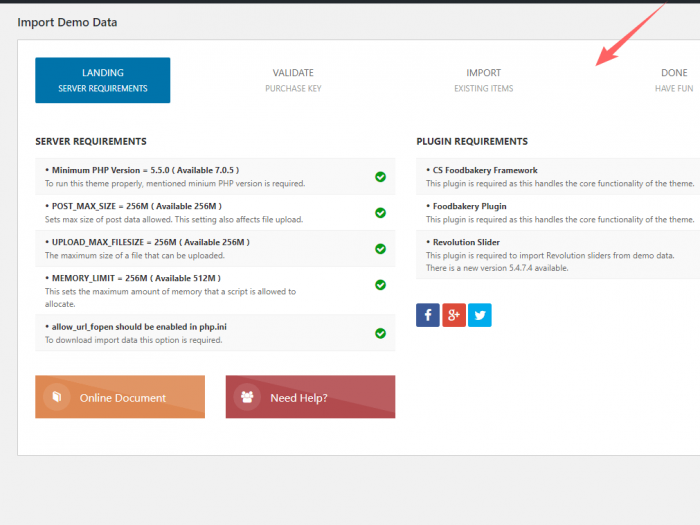 Import Demo Data
LANDING
SERVER REQUIREMENTS
VALIDATE
PURCHASE KEY
IMPORT
EXISTING ITEMS
DONE
HAVE FUN
SERVER REQUIREMENTS
• Minimum PHP Version = 5.5.0 ( Available 7.0.5 )
To run this theme properly, mentioned minium PHP version is required.
• POST_MAX_SIZE = 256M ( Available 256M )
Sets max size of post data allowed. This setting also affects file upload.
• UPLOAD_MAX_FILESIZE = 256M ( Available 256M )
The maximum size of a file that can be uploaded.
• MEMORY_LIMIT = 256M ( Available 512M )
This sets the maximum amount of memory that a script is allowed to
allocate.
• allow_url_fopen should be enabled in php.ini
To download import data this option is required.
Online Document
Need Help?
PLUGIN REQUIREMENTS
• CS Foodbakery Framework
This plugin is required as this handles the core functionality of the theme.
• Foodbakery Plugin
This plugin is required as this handles the core functionality of the theme.
• Revolution Slider
This plugin is required to import Revolution sliders from demo data.
There is a new version 5.4.7.4 available.